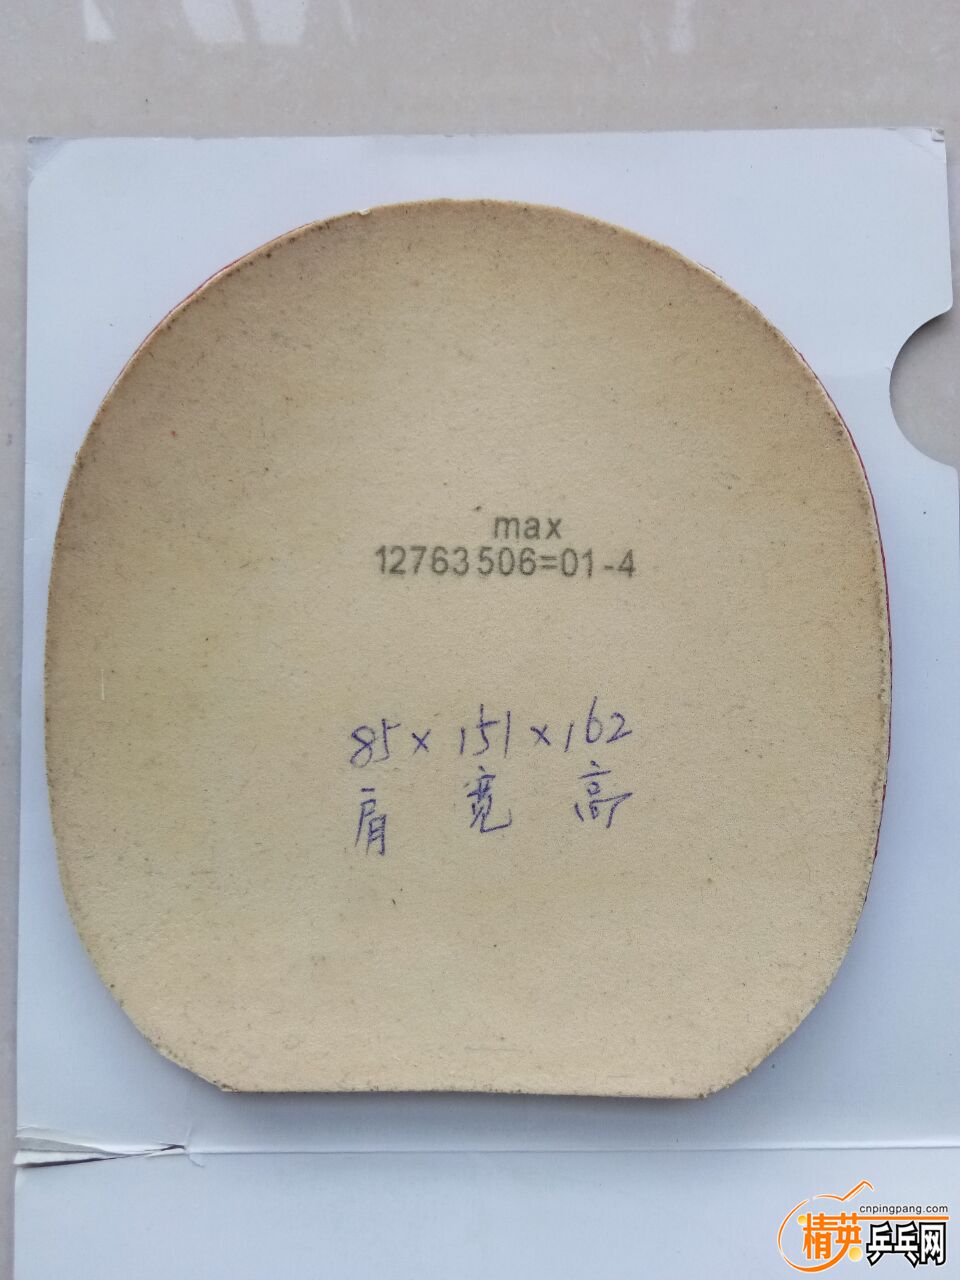 max
12763506=01-4
85×151×162
肩 宽 高
cnpingpang.com
精英乒乓网